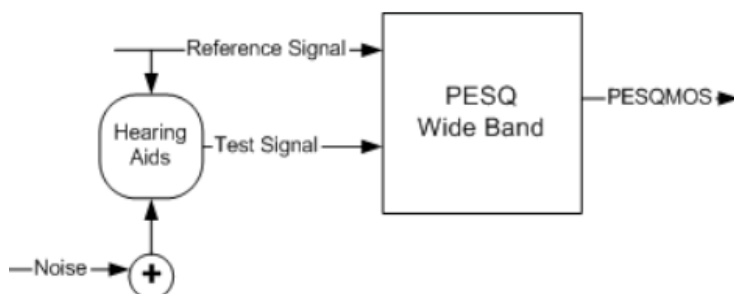 Reference Signal
Hearing
Aids
Test Signal
PESQ
Wide Band
PESQMOS
Noise
+